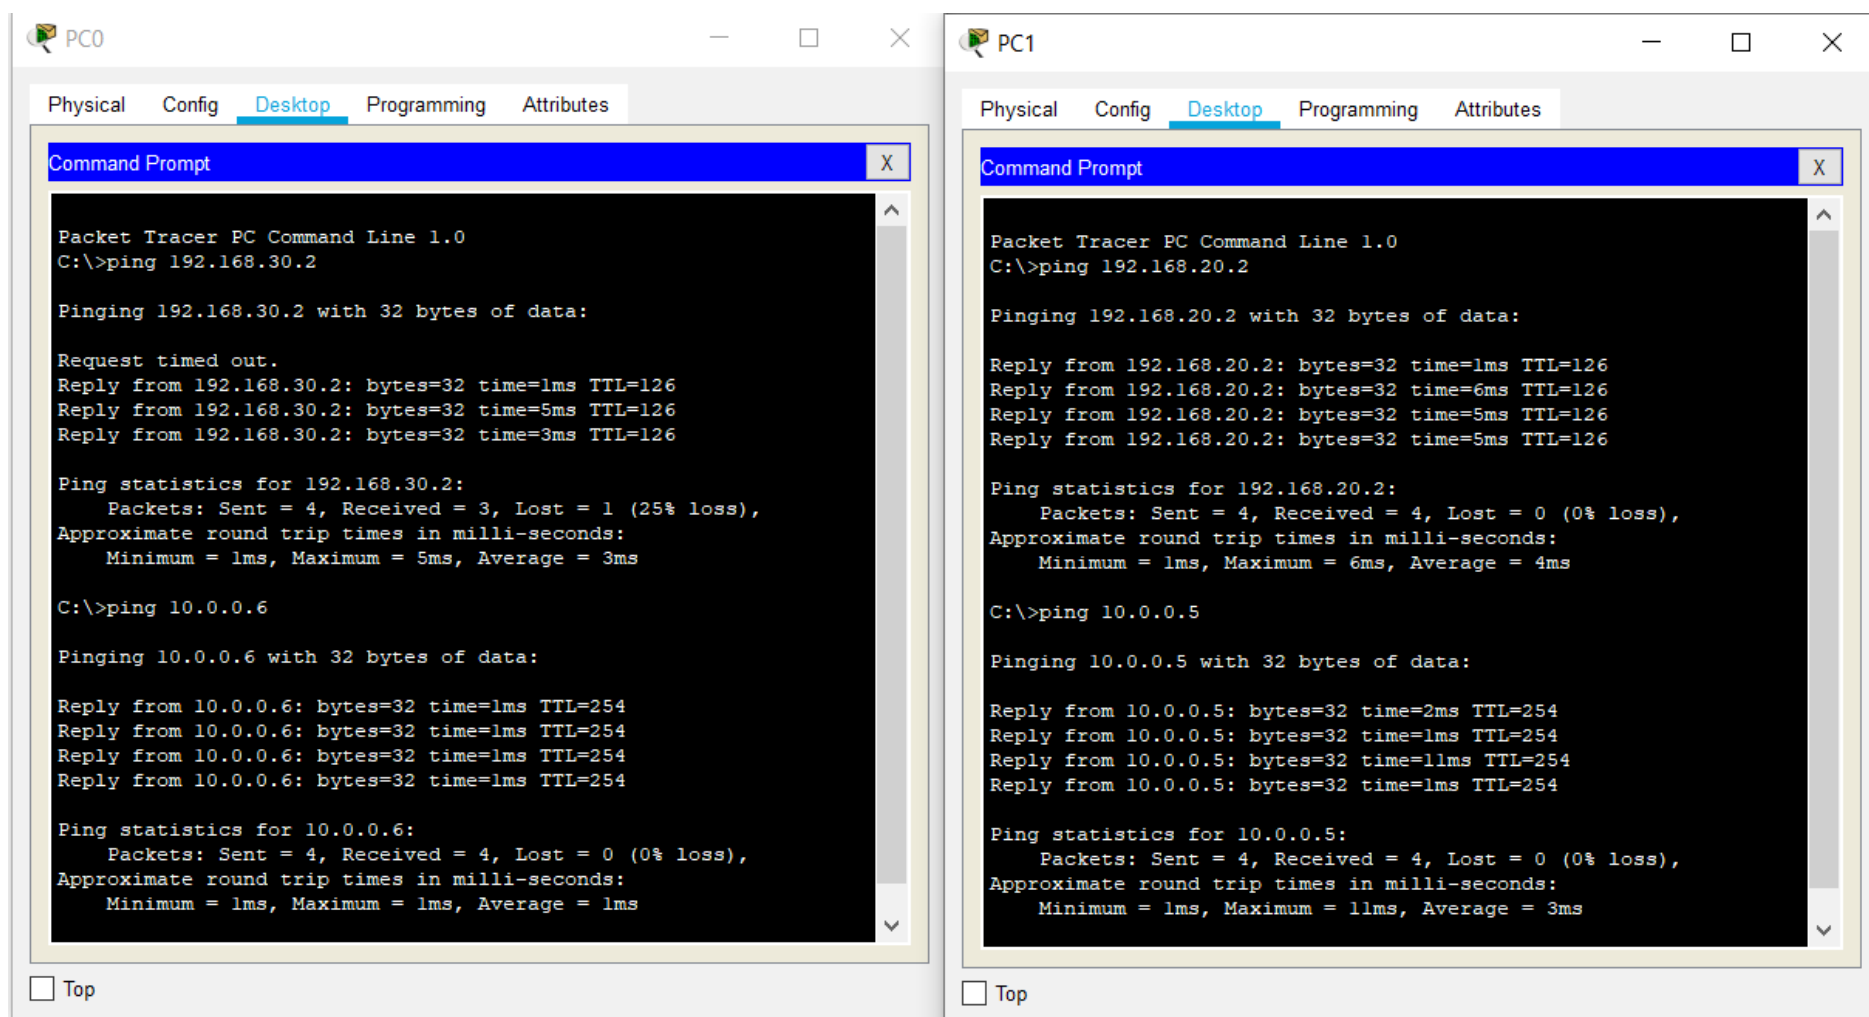 PC0
Physical Config Desktop Programming Attributes
Command Prompt X
Packet Tracer PC Command Line 1.0
C:\>ping 192.168.30.2
Pinging 192.168.30.2 with 32 bytes of data:
Request timed out.
Reply from 192.168.30.2: bytes=32 time=1ms TTL=126
Reply from 192.168.30.2: bytes=32 time=5ms TTL=126
Reply from 192.168.30.2: bytes=32 time=3ms TTL=126
Ping statistics for 192.168.30.2:
Packets: Sent = 4, Received = 3, Lost = 1 (25% loss),
Approximate round trip times in milli-seconds:
Minimum = 1ms, Maximum = 5ms, Average = 3ms
C:\>ping 10.0.0.6
Pinging 10.0.0.6 with 32 bytes of data:
Reply from 10.0.0.6: bytes=32 time=1ms TTL=254
Reply from 10.0.0.6: bytes=32 time=1ms TTL=254
Reply from 10.0.0.6: bytes=32 time=1ms TTL=254
Reply from 10.0.0.6: bytes=32 time=1ms TTL=254
Ping statistics for 10.0.0.6:
Packets: Sent = 4, Received = 4, Lost = 0 (0% loss),
Approximate round trip times in milli-seconds:
Minimum = 1ms, Maximum = 1ms, Average = 1ms
Top
PC1
Physical Config Desktop Programming Attributes
Command Prompt X
Packet Tracer PC Command Line 1.0
C:\>ping 192.168.20.2
Pinging 192.168.20.2 with 32 bytes of data:
Reply from 192.168.20.2: bytes=32 time=1ms TTL=126
Reply from 192.168.20.2: bytes=32 time=6ms TTL=126
Reply from 192.168.20.2: bytes=32 time=5ms TTL=126
Reply from 192.168.20.2: bytes=32 time=5ms TTL=126
Ping statistics for 192.168.20.2:
Packets: Sent = 4, Received = 4, Lost = 0 (0% loss),
Approximate round trip times in milli-seconds:
Minimum = 1ms, Maximum = 6ms, Average = 4ms
C:\>ping 10.0.0.5
Pinging 10.0.0.5 with 32 bytes of data:
Reply from 10.0.0.5: bytes=32 time=2ms TTL=254
Reply from 10.0.0.5: bytes=32 time=1ms TTL=254
Reply from 10.0.0.5: bytes=32 time=11ms TTL=254
Reply from 10.0.0.5: bytes=32 time=1ms TTL=254
Ping statistics for 10.0.0.5:
Packets: Sent = 4, Received = 4, Lost = 0 (0% loss),
Approximate round trip times in milli-seconds:
Minimum = 1ms, Maximum = 11ms, Average = 3ms
Top